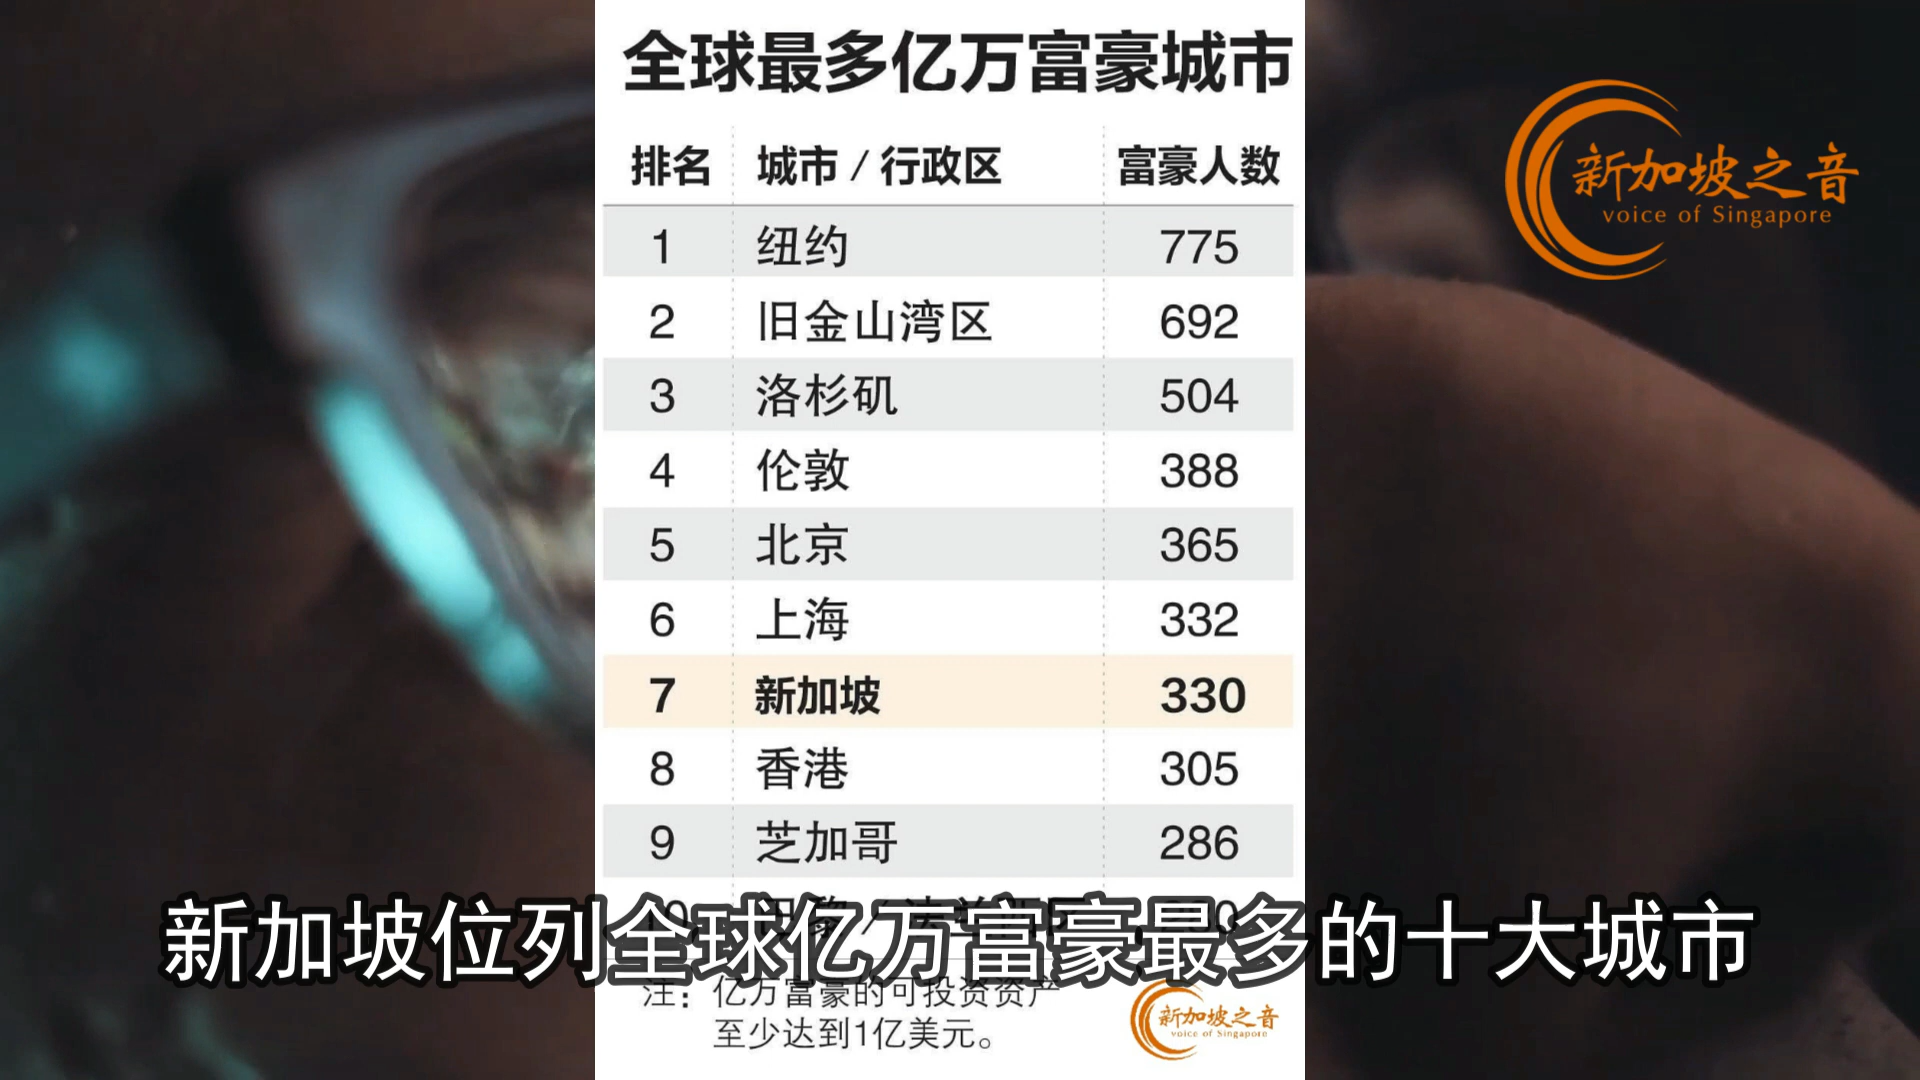 全球最多亿万富豪城市
排名 城市 / 行政区 富豪人数
1 纽约 775
2 旧金山湾区 692
3 洛杉矶 504
4 伦敦 388
5 北京 365
6 上海 332
7 新加坡 330
8 香港 305
9 芝加哥 286
10 巴黎 /
新加坡位列全球亿万富豪最多的十大城市
注：亿万富豪的可投资资产
至少达到1亿美元。
新加坡之音
voice of Singapore
新加坡之音
voice of Singapore